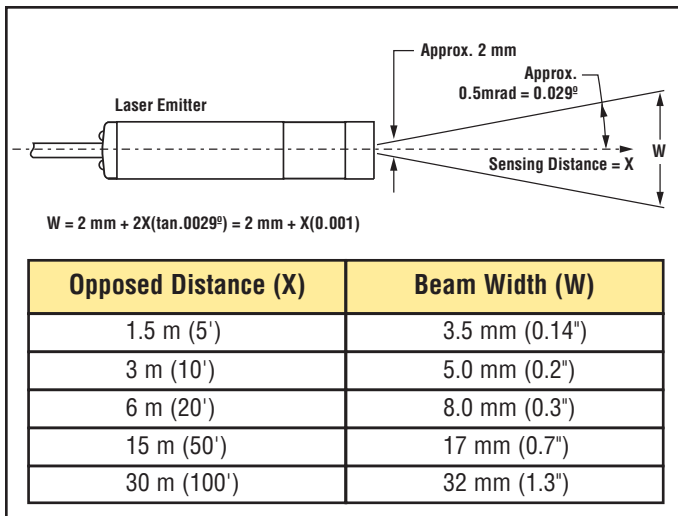 Approx. 2 mm
Approx.
0.5mrad = 0.029º
Laser Emitter
Sensing Distance = X
W
W = 2 mm + 2X(tan.0029º) = 2 mm + X(0.001)
Opposed Distance (X) Beam Width (W)
1.5 m (5') 3.5 mm (0.14")
3 m (10') 5.0 mm (0.2")
6 m (20') 8.0 mm (0.3")
15 m (50') 17 mm (0.7")
30 m (100') 32 mm (1.3")